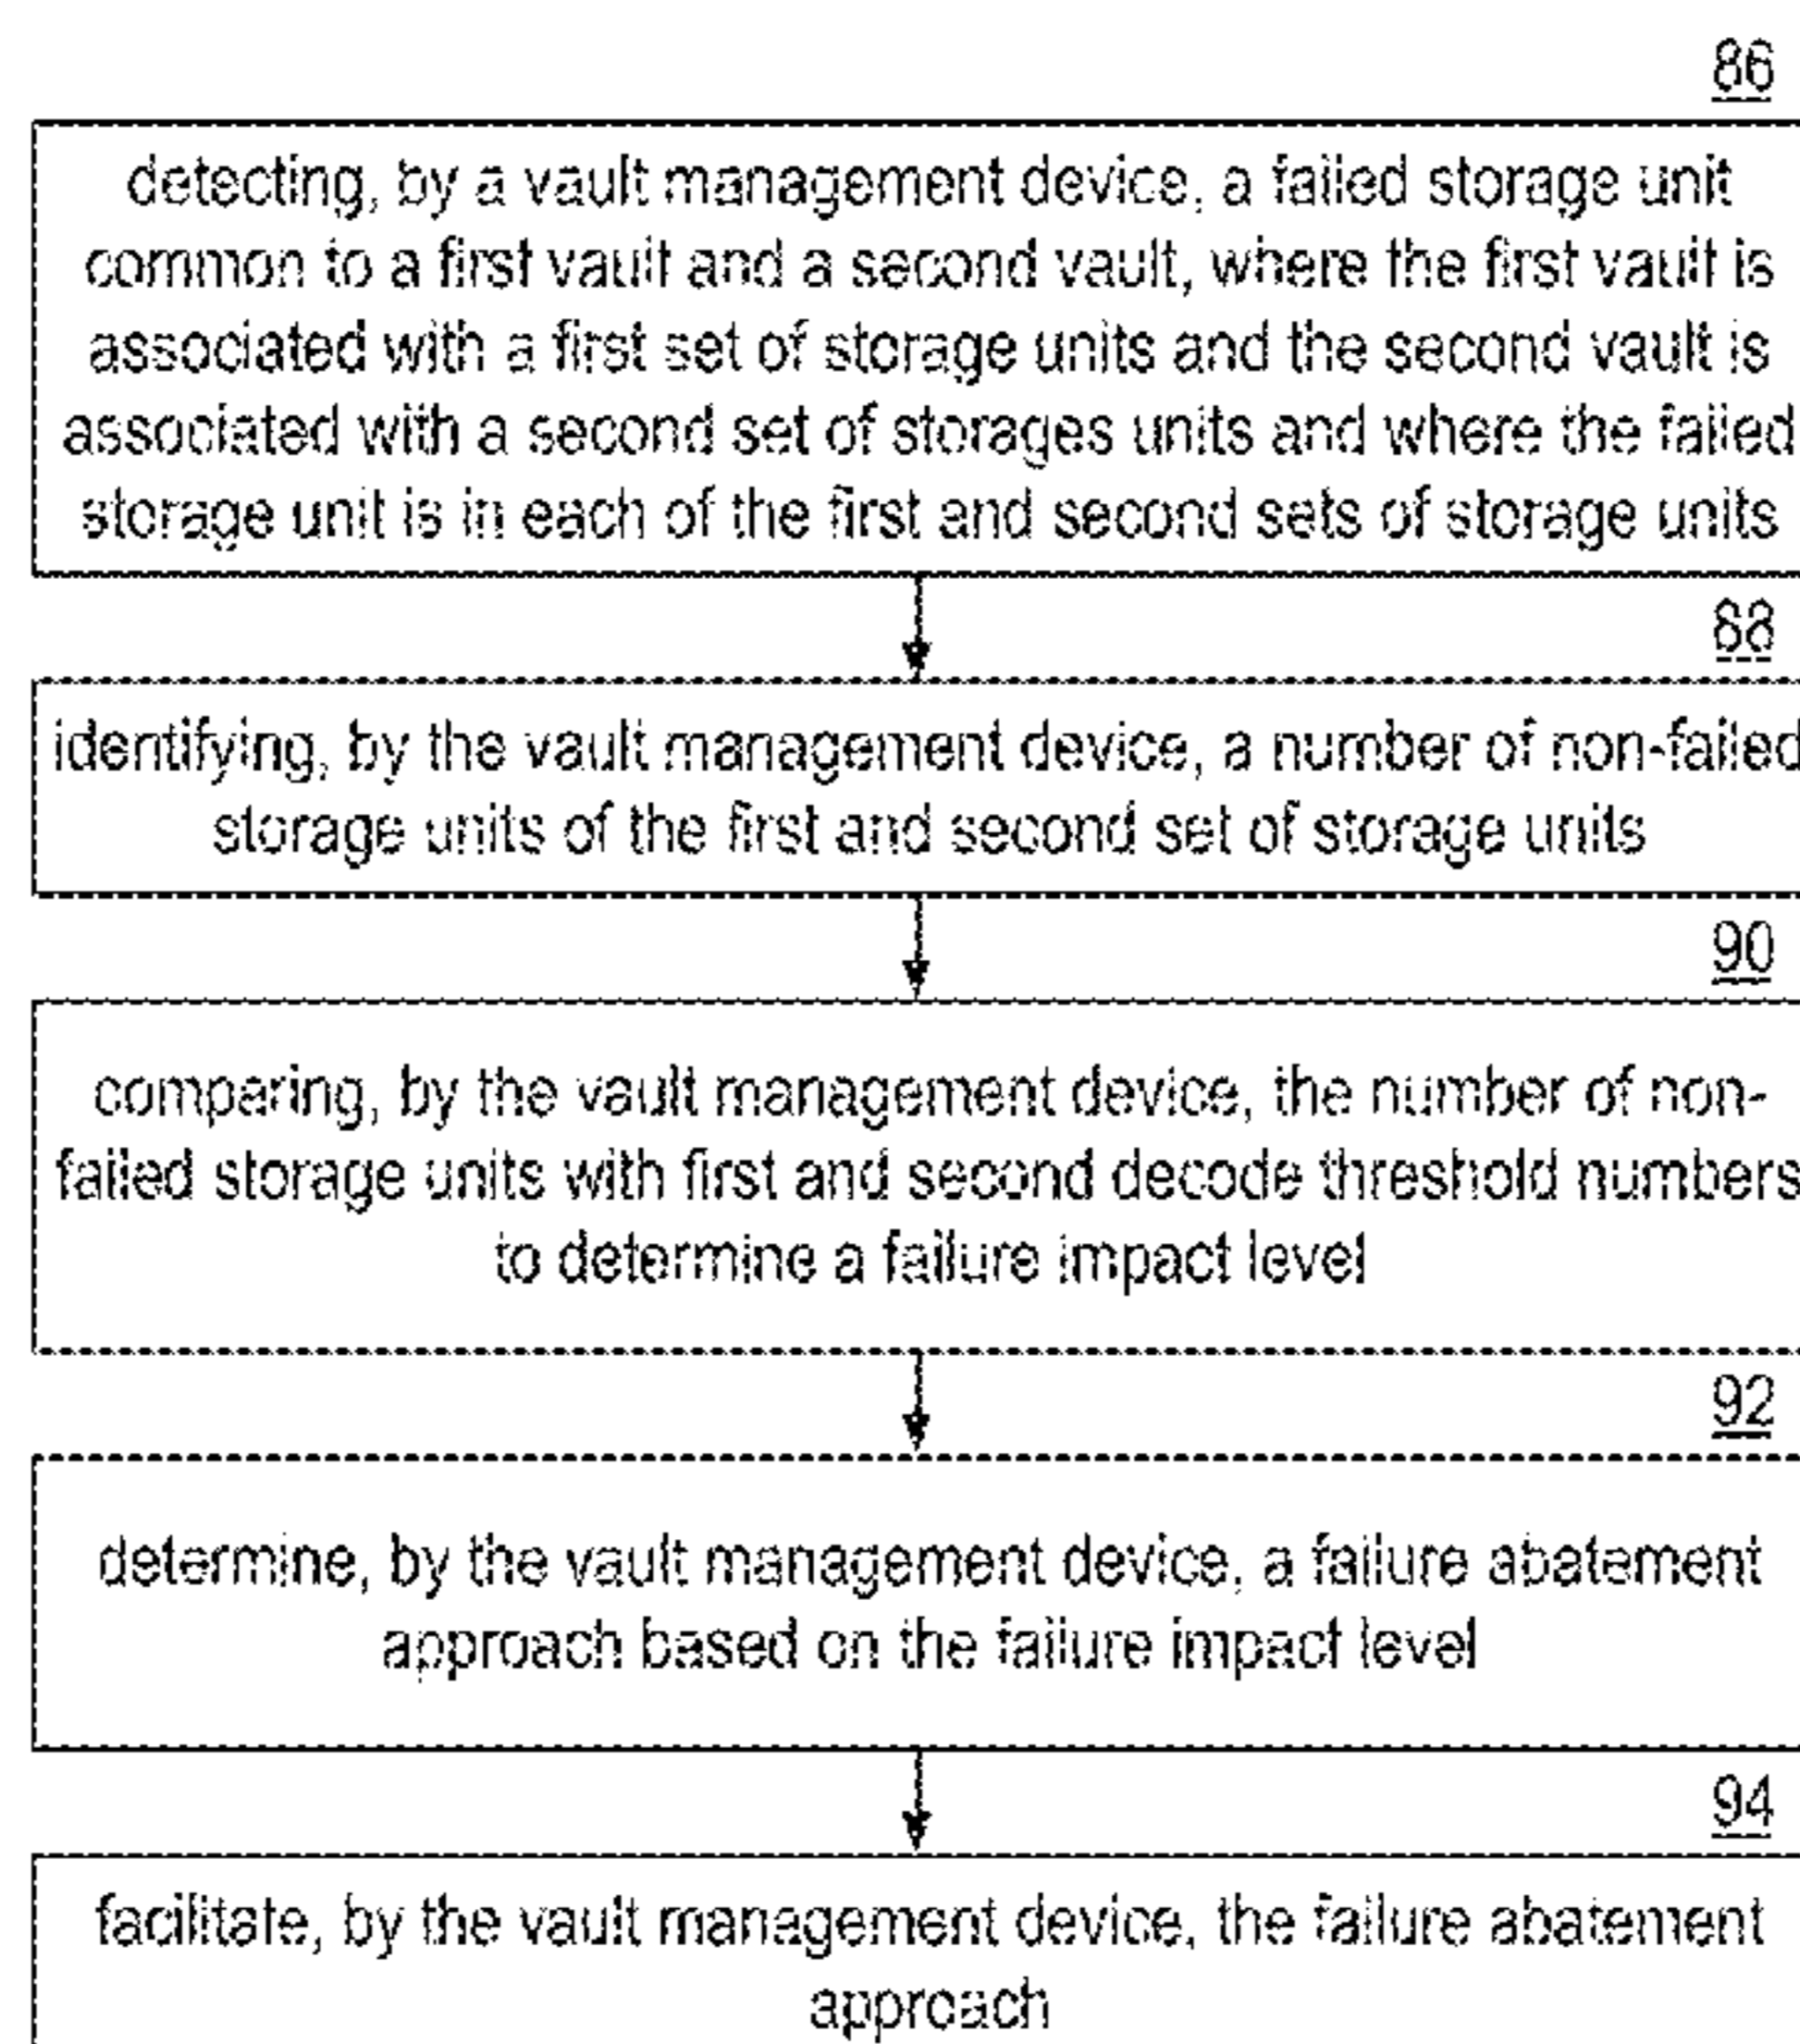 86
detecting, by a vault management device, a failed storage unit
common to a first vault and a second vault, where the first vault is
associated with a first set of storage units and the second vault is
associated with a second set of storages units and where the failed
storage unit is in each of the first and second sets of storage units
88
identifying, by the vault management device, a number of non-failed
storage units of the first and second set of storage units
90
comparing, by the vault management device, the number of non-
failed storage units with first and second decode threshold numbers
to determine a failure impact level
92
determine, by the vault management device, a failure abatement
approach based on the failure impact level
94
facilitate, by the vault management device, the failure abatement
approach